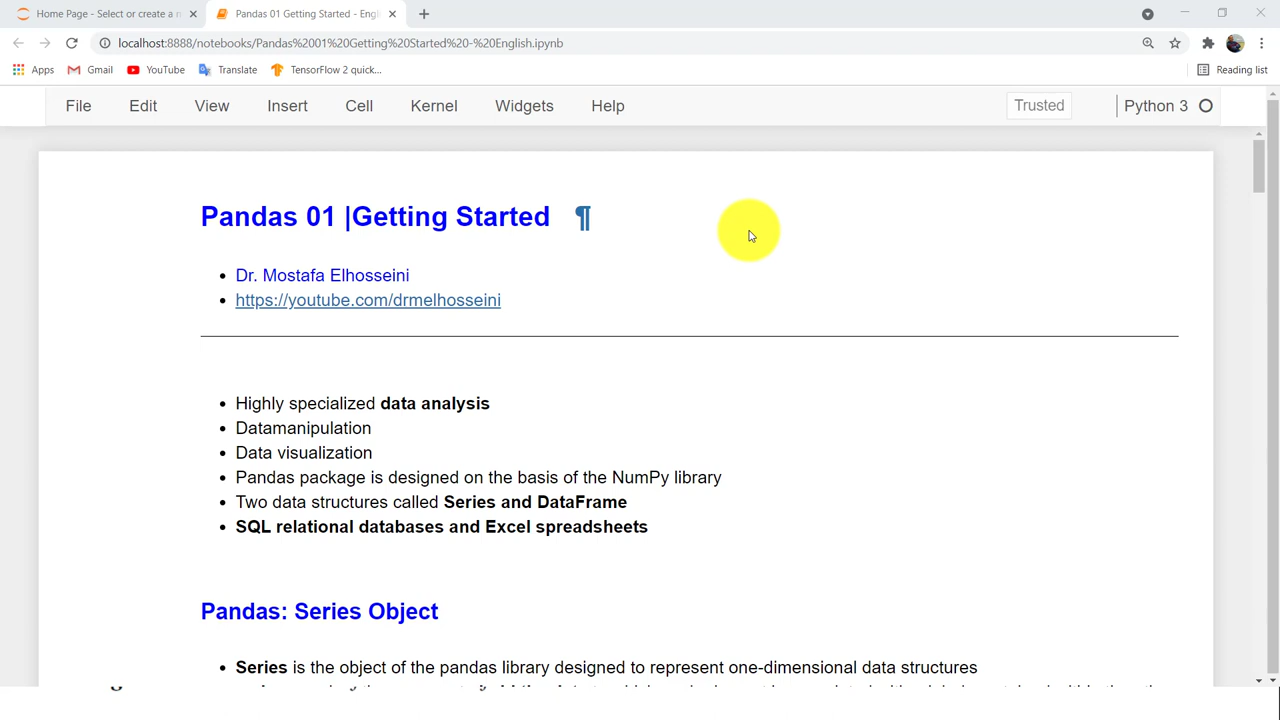 Home Page - Select or create a n
Pandas 01 Getting Started - Engl
localhost:8888/notebooks/Pandas%2001%20Getting%20Started%20-%20English.ipynb
Apps Gmail YouTube Translate TensorFlow 2 quick... Reading list
File Edit View Insert Cell Kernel Widgets Help Trusted Python 3
Pandas 01 |Getting Started ¶
Dr. Mostafa Elhosseini
https://youtube.com/drmelhosseini
Highly specialized data analysis
Datamanipulation
Data visualization
Pandas package is designed on the basis of the NumPy library
Two data structures called Series and DataFrame
SQL relational databases and Excel spreadsheets
Pandas: Series Object
Series is the object of the pandas library designed to represent one-dimensional data structures